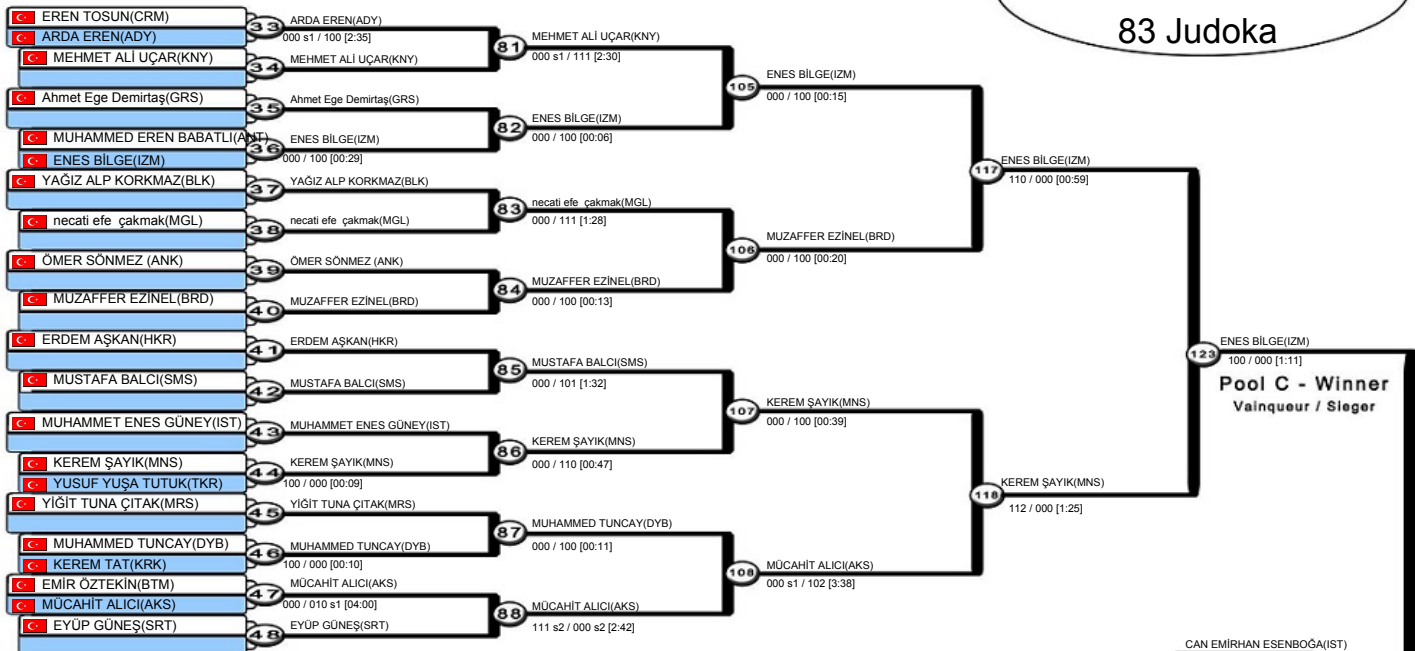 83 Judoka
EREN TOSUN(CRM)
ARDA EREN(ADY)
33
ARDA EREN(ADY)
000 s1 / 100 [2:35]
MEHMET ALİ UÇAR(KNY)
34
MEHMET ALİ UÇAR(KNY)
81
MEHMET ALİ UÇAR(KNY)
000 s1 / 111 [2:30]
Ahmet Ege Demirtaş(GRS)
35
Ahmet Ege Demirtaş(GRS)
MUHAMMED EREN BABATLI(ANT)
ENES BİLGE(IZM)
36
ENES BİLGE(IZM)
000 / 100 [00:29]
82
ENES BİLGE(IZM)
000 / 100 [00:06]
105
ENES BİLGE(IZM)
000 / 100 [00:15]
YAĞIZ ALP KORKMAZ(BLK)
37
YAĞIZ ALP KORKMAZ(BLK)
necati efe çakmak(MGL)
38
necati efe çakmak(MGL)
83
necati efe çakmak(MGL)
000 / 111 [1:28]
ÖMER SÖNMEZ (ANK)
39
ÖMER SÖNMEZ (ANK)
MUZAFFER EZİNEL(BRD)
40
MUZAFFER EZİNEL(BRD)
84
MUZAFFER EZİNEL(BRD)
000 / 100 [00:13]
106
MUZAFFER EZİNEL(BRD)
000 / 100 [00:20]
117
ENES BİLGE(IZM)
110 / 000 [00:59]
ERDEM AŞKAN(HKR)
41
ERDEM AŞKAN(HKR)
MUSTAFA BALCI(SMS)
42
MUSTAFA BALCI(SMS)
85
MUSTAFA BALCI(SMS)
000 / 101 [1:32]
MUHAMMET ENES GÜNEY(IST)
43
MUHAMMET ENES GÜNEY(IST)
KEREM ŞAYIK(MNS)
YUSUF YUŞA TUTUK(TKR)
44
KEREM ŞAYIK(MNS)
100 / 000 [00:09]
86
KEREM ŞAYIK(MNS)
000 / 110 [00:47]
107
KEREM ŞAYIK(MNS)
000 / 100 [00:39]
YİĞİT TUNA ÇITAK(MRS)
45
YİĞİT TUNA ÇITAK(MRS)
MUHAMMED TUNCAY(DYB)
KEREM TAT(KRK)
46
MUHAMMED TUNCAY(DYB)
100 / 000 [00:10]
87
MUHAMMED TUNCAY(DYB)
000 / 100 [00:11]
EMİR ÖZTEKİN(BTM)
MÜCAHİT ALICI(AKS)
47
MÜCAHİT ALICI(AKS)
000 / 010 s1 [04:00]
EYÜP GÜNEŞ(SRT)
48
EYÜP GÜNEŞ(SRT)
88
MÜCAHİT ALICI(AKS)
111 s2 / 000 s2 [2:42]
108
MÜCAHİT ALICI(AKS)
000 s1 / 102 [3:38]
118
KEREM ŞAYIK(MNS)
112 / 000 [1:25]
123
ENES BİLGE(IZM)
100 / 000 [1:11]
Pool C - Winner
Vainqueur / Sieger
CAN EMİRHAN ESENBOĞA(IST)